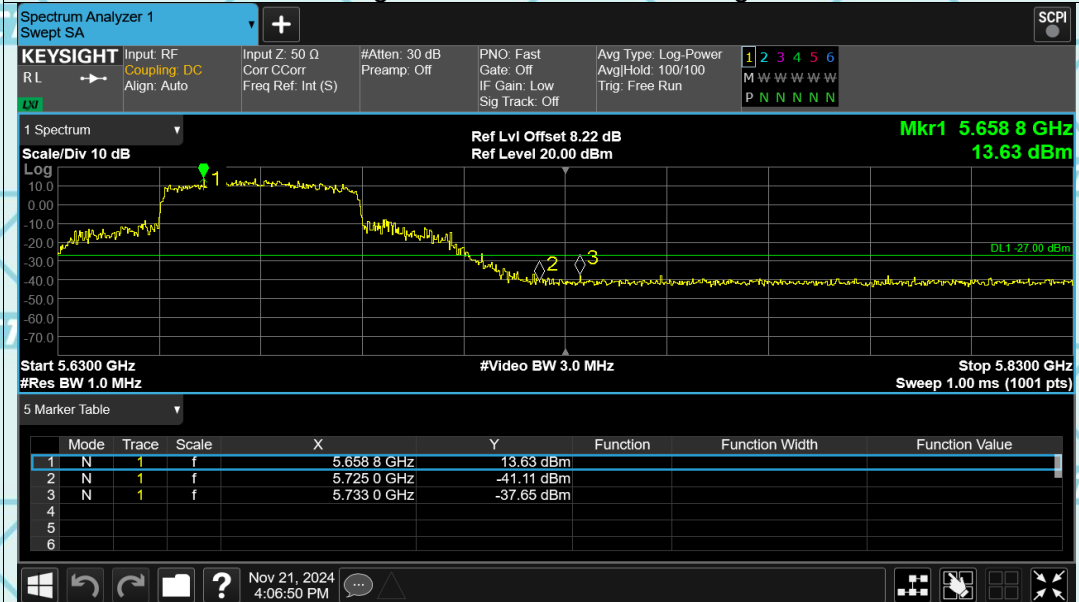 Spectrum Analyzer 1
Swept SA
+
SCPI
KEYSIGHT
RL
LXI
Input: RF
Coupling: DC
Align: Auto
Input Z: 50 Ω
Corr CCorr
Freq Ref: Int (S)
#Atten: 30 dB
Preamp: Off
PNO: Fast
Gate: Off
IF Gain: Low
Sig Track: Off
Avg Type: Log-Power
Avg|Hold: 100/100
Trig: Free Run
1 2 3 4 5 6
M W W W W W
P N N N N N
1 Spectrum
Scale/Div 10 dB
Ref Lvl Offset 8.22 dB
Ref Level 20.00 dBm
Mkr1 5.658 8 GHz
13.63 dBm
Log
10.0
0.00
-10.0
-20.0
-30.0
-40.0
-50.0
-60.0
-70.0
1
2
3
DL1 -27.00 dBm
Start 5.6300 GHz
#Video BW 3.0 MHz
Stop 5.8300 GHz
#Res BW 1.0 MHz
Sweep 1.00 ms (1001 pts)
5 Marker Table
Mode Trace Scale X Y Function Function Width Function Value
1 N 1 f 5.658 8 GHz 13.63 dBm
2 N 1 f 5.725 0 GHz -41.11 dBm
3 N 1 f 5.733 0 GHz -37.65 dBm
4
5
6
?
Nov 21, 2024
4:06:50 PM